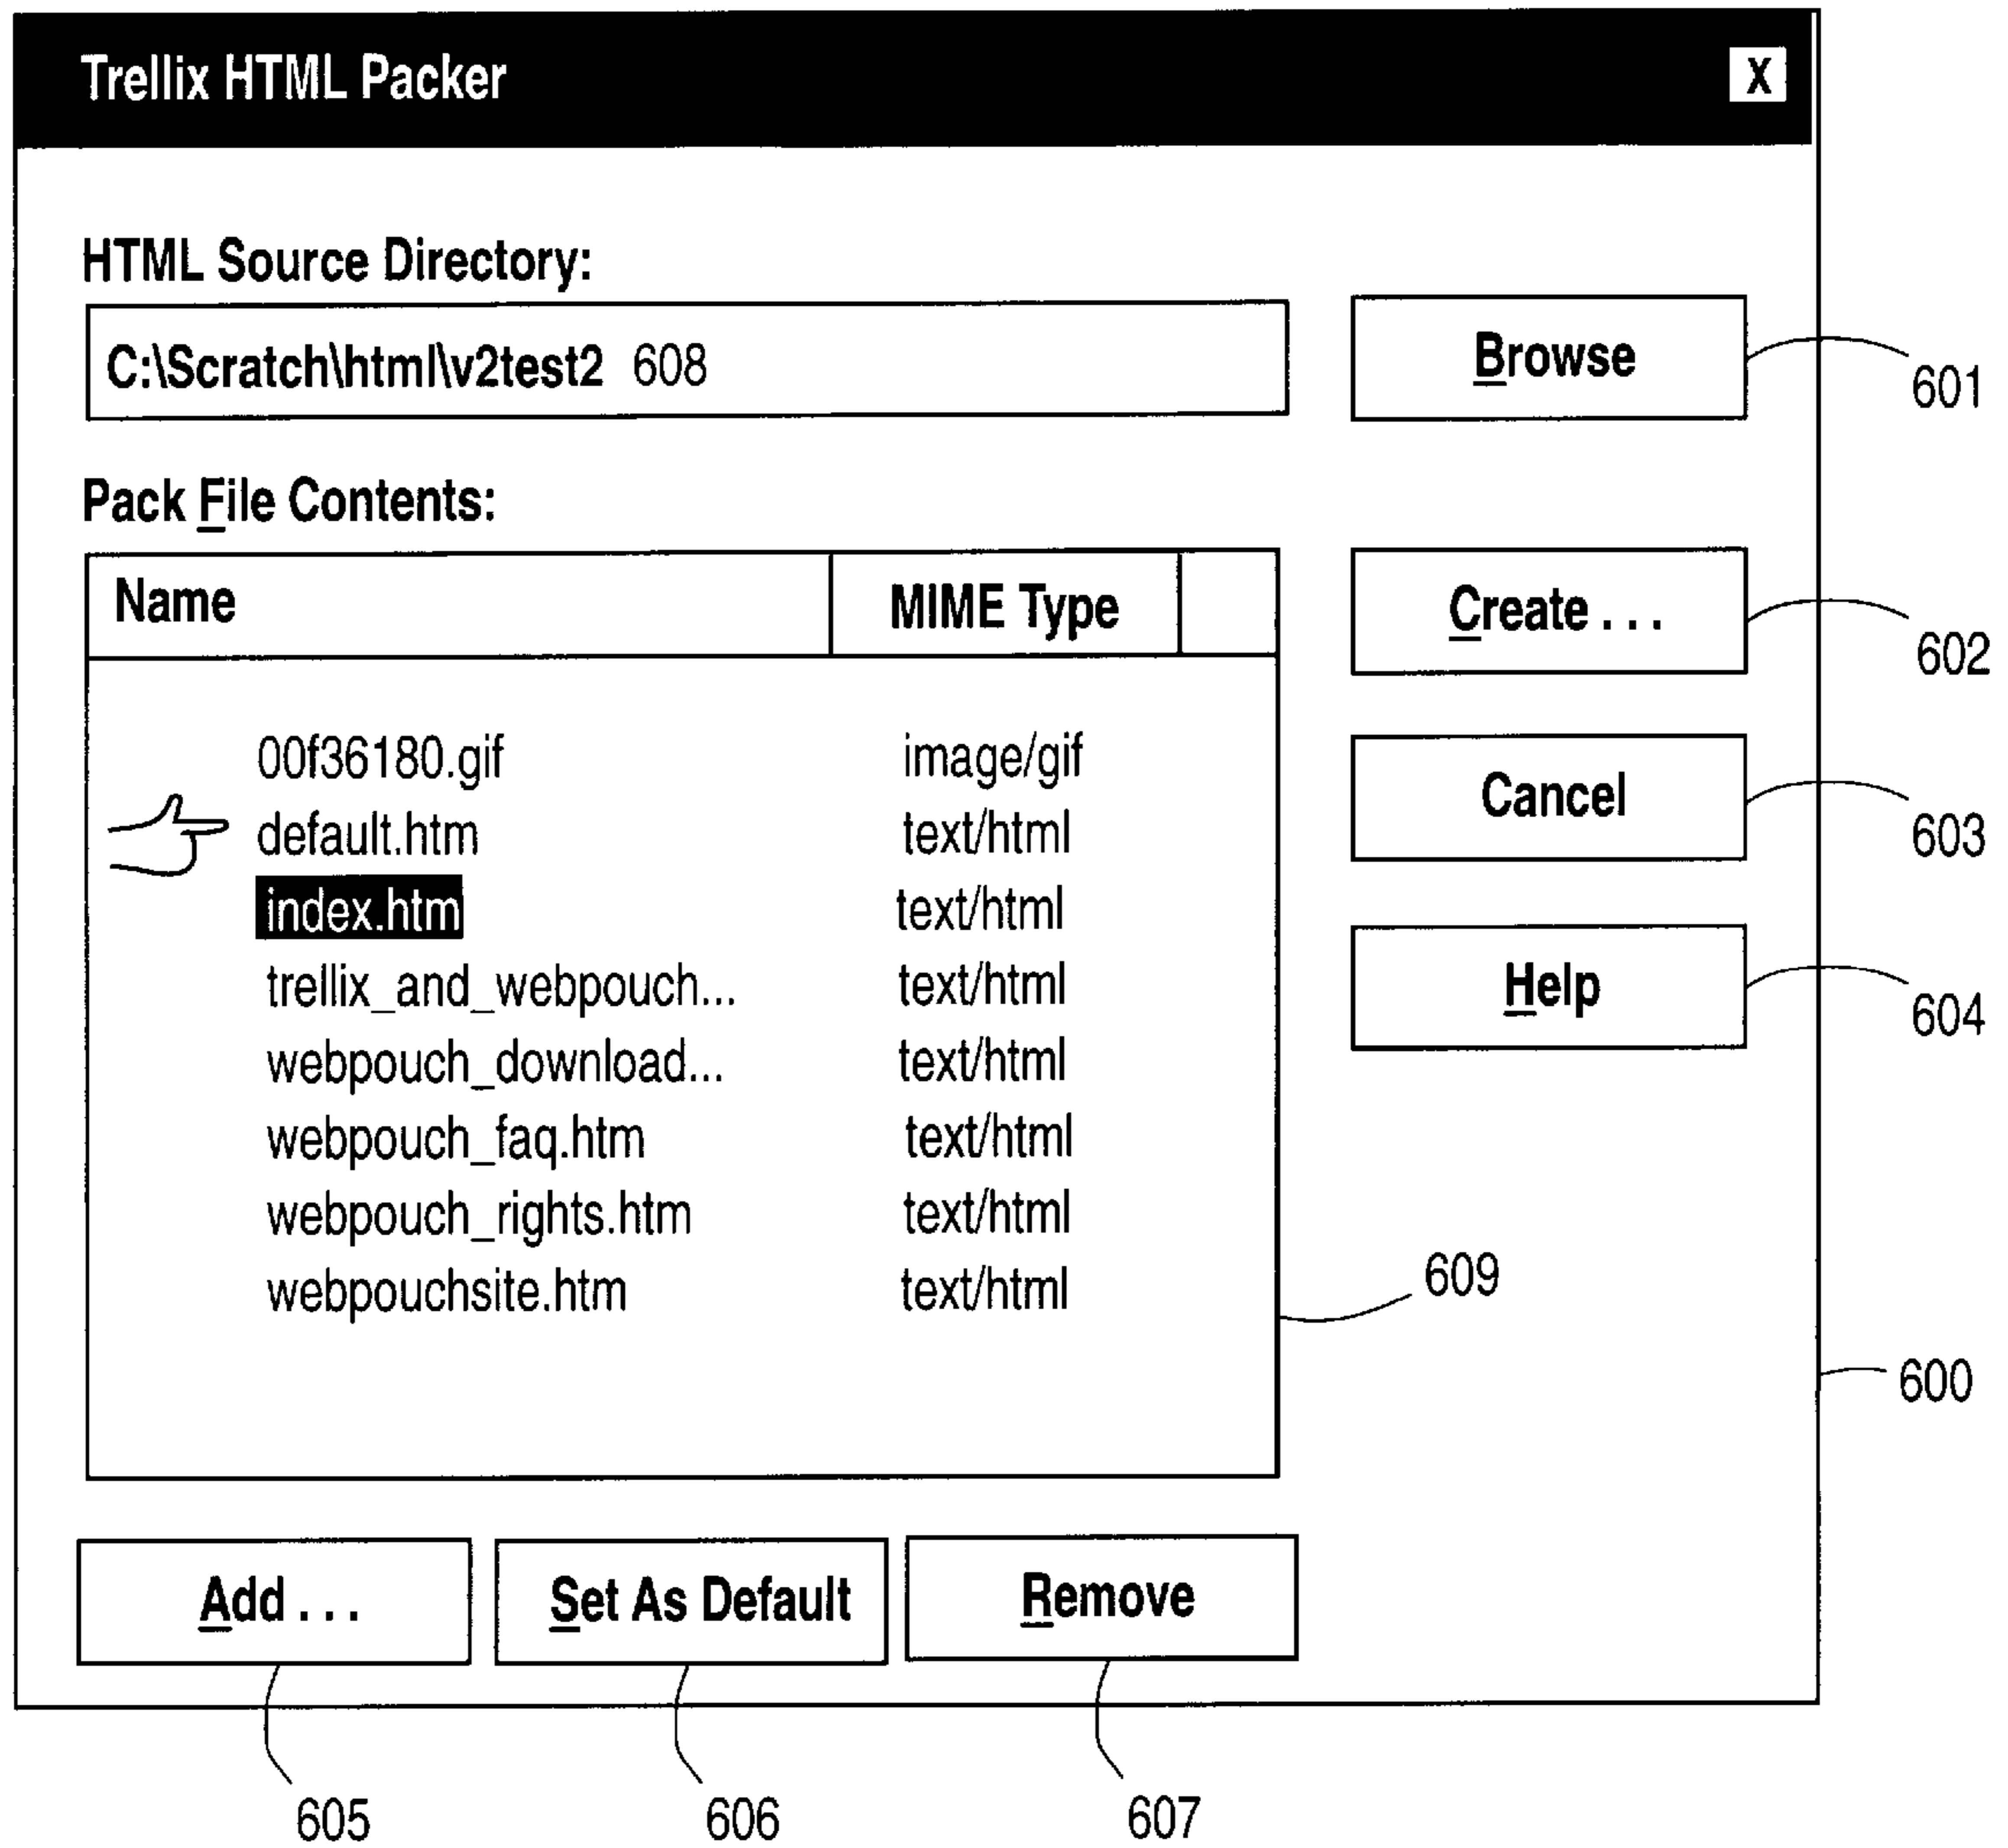 Trellix HTML Packer X
HTML Source Directory:
C:\Scratch\html\v2test2 608
Browse
601
Pack File Contents:
Name MIME Type
Create . . .
602
00f36180.gif image/gif
Cancel
default.htm text/html
603
index.htm text/html
trellix_and_webpouch... text/html
Help
604
webpouch_download... text/html
webpouch_faq.htm text/html
webpouch_rights.htm text/html
webpouchsite.htm text/html
609
600
Add . . . Set As Default Remove
605 606 607